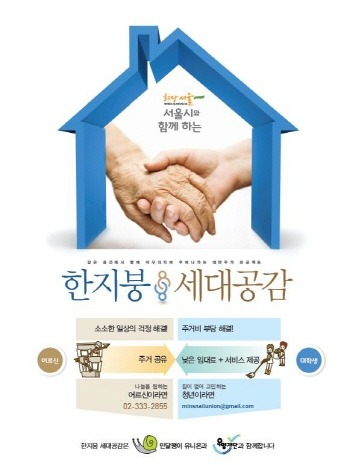 희망서울
서울시와
함께 하는
한지붕 세대공감
소소한 일상의 걱정 해결!
주거비 부담 해결!
어르신
주거 공유
낮은 임대료 + 서비스 제공
대학생
나눔을 원하는
어르신이라면
02-333-2855
집이 없어 고민하는
청년이라면
minsnailunion@gmail.com
한지붕 세대공감은 민달팽이 유니온과 함께합니다